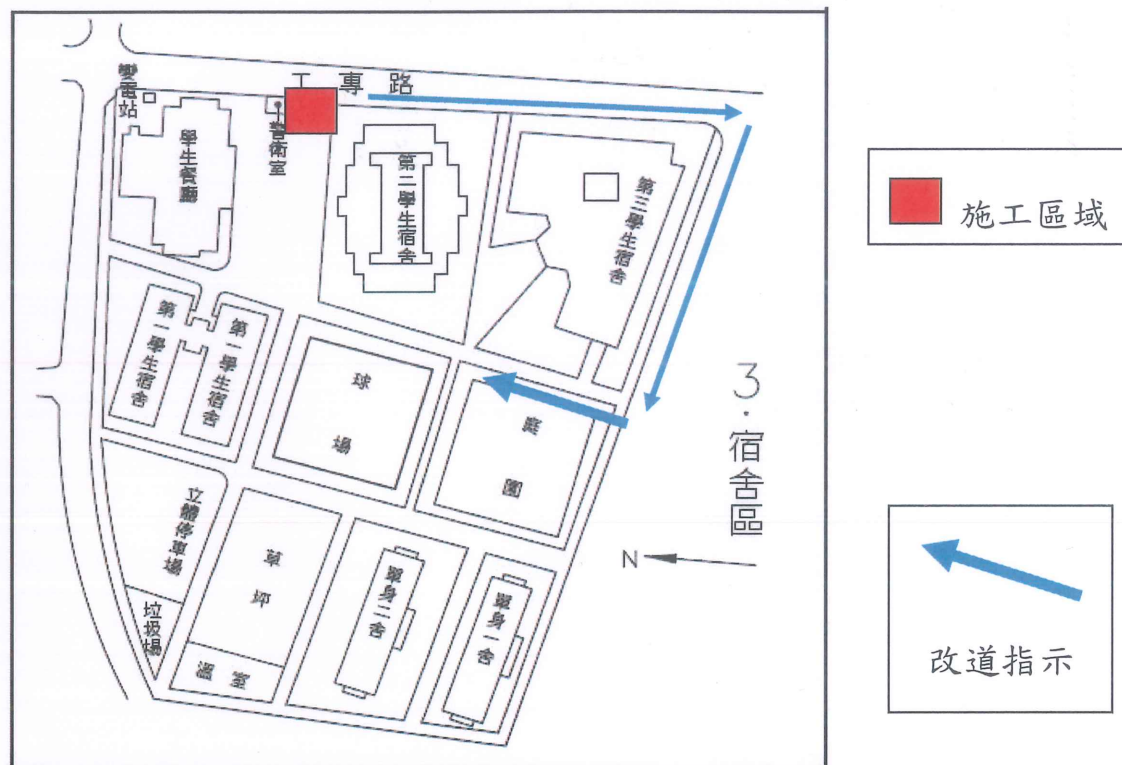 工專路
變電站
警衛室
學生餐廳
第二學生宿舍
第三學生宿舍
第一學生宿舍
第一學生宿舍
球場
庭園
3.宿舍區
N
立體停車場
草坪
單身二舍
單身一舍
垃圾場
溫室
施工區域
改道指示